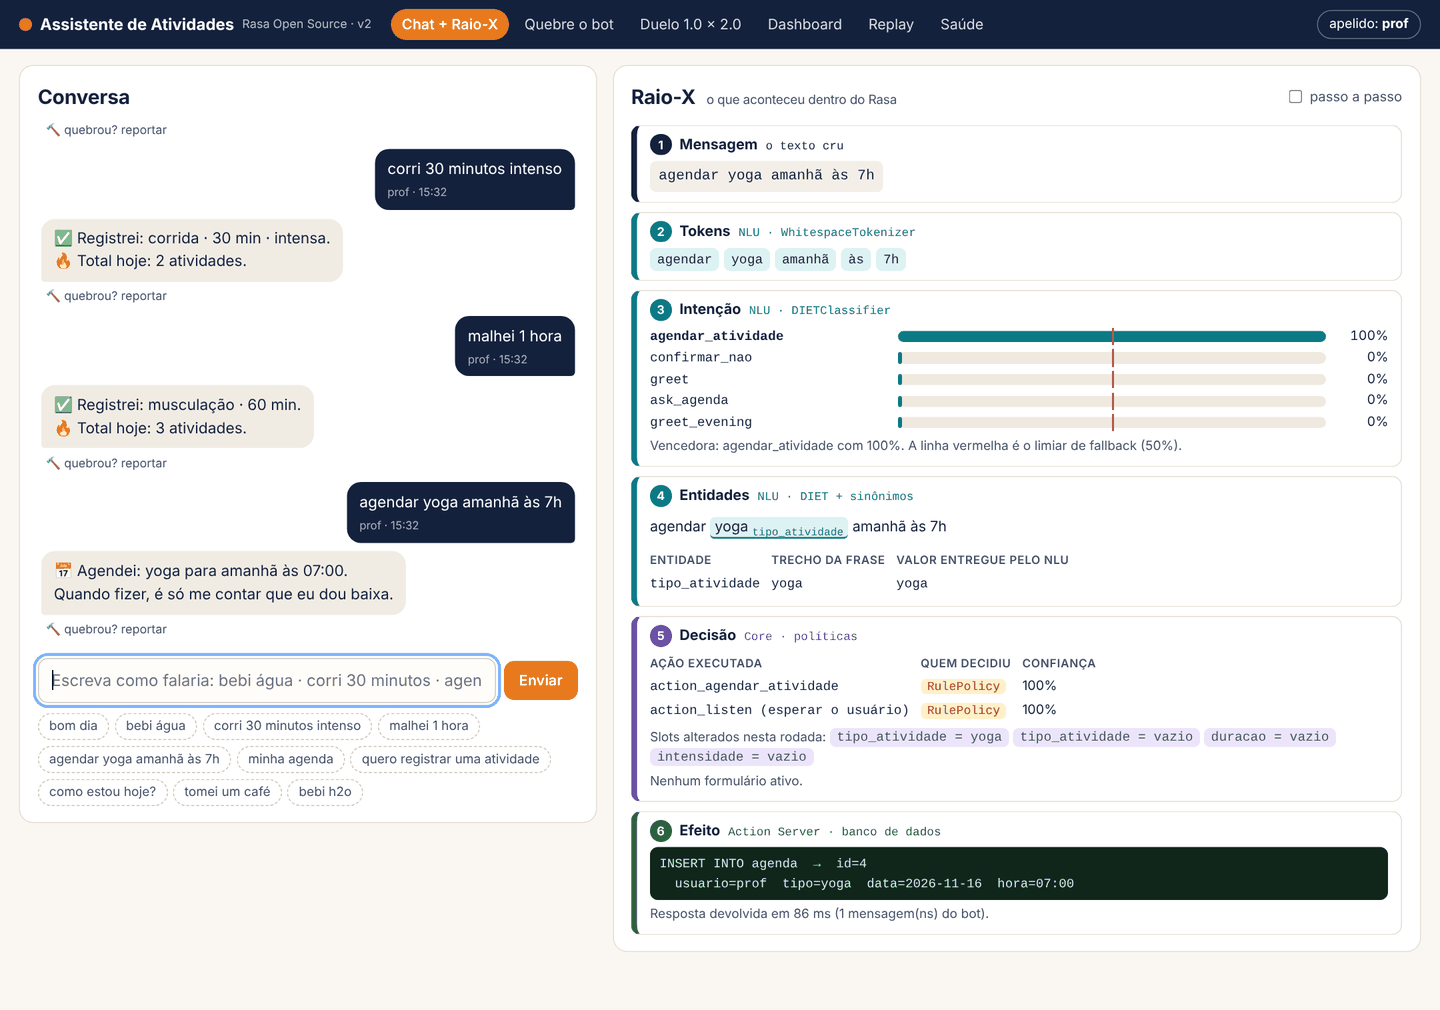 Assistente de Atividades Rasa Open Source · v2 Chat + Raio-X Quebre o bot Duelo 1.0 × 2.0 Dashboard Replay Saúde apelido: prof
Conversa
🔨 quebrou? reportar
corri 30 minutos intenso
prof · 15:32
✅ Registrei: corrida · 30 min · intensa.
🔥 Total hoje: 2 atividades.
🔨 quebrou? reportar
malhei 1 hora
prof · 15:32
✅ Registrei: musculação · 60 min.
🔥 Total hoje: 3 atividades.
🔨 quebrou? reportar
agendar yoga amanhã às 7h
prof · 15:32
📅 Agendei: yoga para amanhã às 07:00.
Quando fizer, é só me contar que eu dou baixa.
🔨 quebrou? reportar
Escreva como falaria: bebi água · corri 30 minutos · agen Enviar
bom dia bebi água corri 30 minutos intenso malhei 1 hora
agendar yoga amanhã às 7h minha agenda quero registrar uma atividade
como estou hoje? tomei um café bebi h2o
Raio-X o que aconteceu dentro do Rasa passo a passo
1 Mensagem o texto cru
agendar yoga amanhã às 7h
2 Tokens NLU · WhitespaceTokenizer
agendar yoga amanhã às 7h
3 Intenção NLU · DIETClassifier
agendar_atividade 100%
confirmar_nao 0%
greet 0%
ask_agenda 0%
greet_evening 0%
Vencedora: agendar_atividade com 100%. A linha vermelha é o limiar de fallback (50%).
4 Entidades NLU · DIET + sinônimos
agendar yoga tipo_atividade amanhã às 7h
ENTIDADE TRECHO DA FRASE VALOR ENTREGUE PELO NLU
tipo_atividade yoga yoga
5 Decisão Core · políticas
AÇÃO EXECUTADA QUEM DECIDIU CONFIANÇA
action_agendar_atividade RulePolicy 100%
action_listen (esperar o usuário) RulePolicy 100%
Slots alterados nesta rodada: tipo_atividade = yoga tipo_atividade = vazio duracao = vazio
intensidade = vazio
Nenhum formulário ativo.
6 Efeito Action Server · banco de dados
INSERT INTO agenda → id=4
usuario=prof tipo=yoga data=2026-11-16 hora=07:00
Resposta devolvida em 86 ms (1 mensagem(ns) do bot).